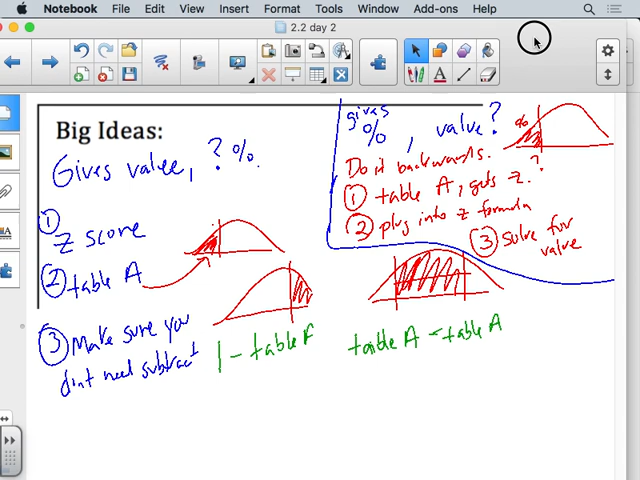 Notebook File Edit View Insert Format Tools Window Add-ons Help
2.2 day 2
Big Ideas:
Gives value, ? %.
① Z score
② table A
③ Make sure you
dint need subtract
1 - table
table A - table A
gives
%, value?
%
Do it backwards.
① table A, gets z.
?
② plug into z formula
③ solve for
value